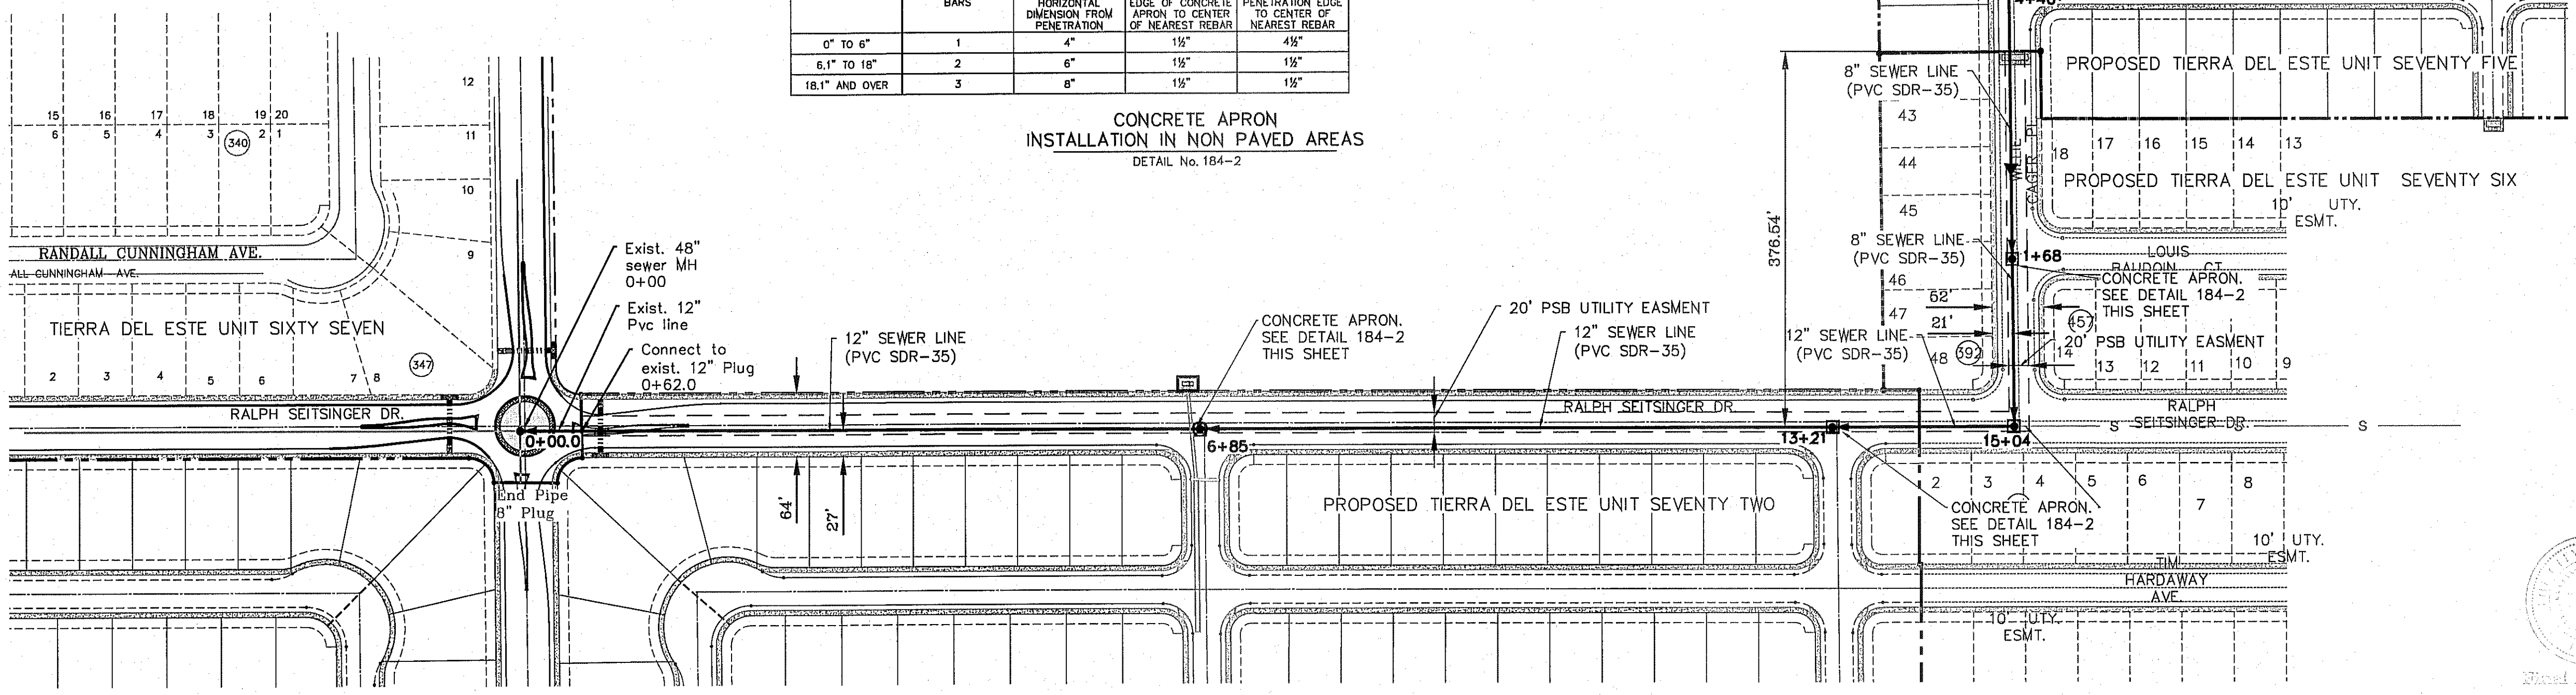 BARS
HORIZONTAL
DIMENSION FROM
PENETRATION
EDGE OF CONCRETE
APRON TO CENTER
OF NEAREST REBAR
PENETRATION EDGE
TO CENTER OF
NEAREST REBAR
0" TO 6" 1 4" 1½" 4½"
6.1" TO 18" 2 6" 1½" 1½"
18.1" AND OVER 3 8" 1½" 1½"
CONCRETE APRON
INSTALLATION IN NON PAVED AREAS
DETAIL No. 184-2
12
15 16 17 18 19 20
6 5 4 3 2 1
340
11
10
9
RANDALL CUNNINGHAM AVE.
ALL CUNNINGHAM AVE.
TIERRA DEL ESTE UNIT SIXTY SEVEN
347
2 3 4 5 6 7 8
RALPH SEITSINGER DR.
Exist. 48"
sewer MH
0+00
Exist. 12"
Pvc line
Connect to
exist. 12" Plug
0+62.0
0+00.0
End Pipe
8" Plug
12" SEWER LINE
(PVC SDR-35)
64'
27'
CONCRETE APRON.
SEE DETAIL 184-2
THIS SHEET
6+85
20' PSB UTILITY EASMENT
12" SEWER LINE
(PVC SDR-35)
RALPH SEITSINGER DR.
PROPOSED TIERRA DEL ESTE UNIT SEVENTY TWO
376.54'
13+21
15+04
8" SEWER LINE
(PVC SDR-35)
43
44
45
46
47
48
392
8" SEWER LINE
(PVC SDR-35)
52'
21'
12" SEWER LINE
(PVC SDR-35)
WILLIE
CAGER PL
PROPOSED TIERRA DEL ESTE UNIT SEVENTY FIVE
18 17 16 15 14 13
PROPOSED TIERRA DEL ESTE UNIT SEVENTY SIX
10' UTY.
ESMT.
1+68
LOUIS
BAUDOIN CT
CONCRETE APRON.
SEE DETAIL 184-2
THIS SHEET
457
20' PSB UTILITY EASMENT
14 13 12 11 10 9
RALPH
SEITSINGER DR.
S S S
2 3 4 5 6 7 8
CONCRETE APRON.
SEE DETAIL 184-2
THIS SHEET
10' UTY.
ESMT.
TIM
HARDAWAY
AVE
10' UTY.
ESMT.